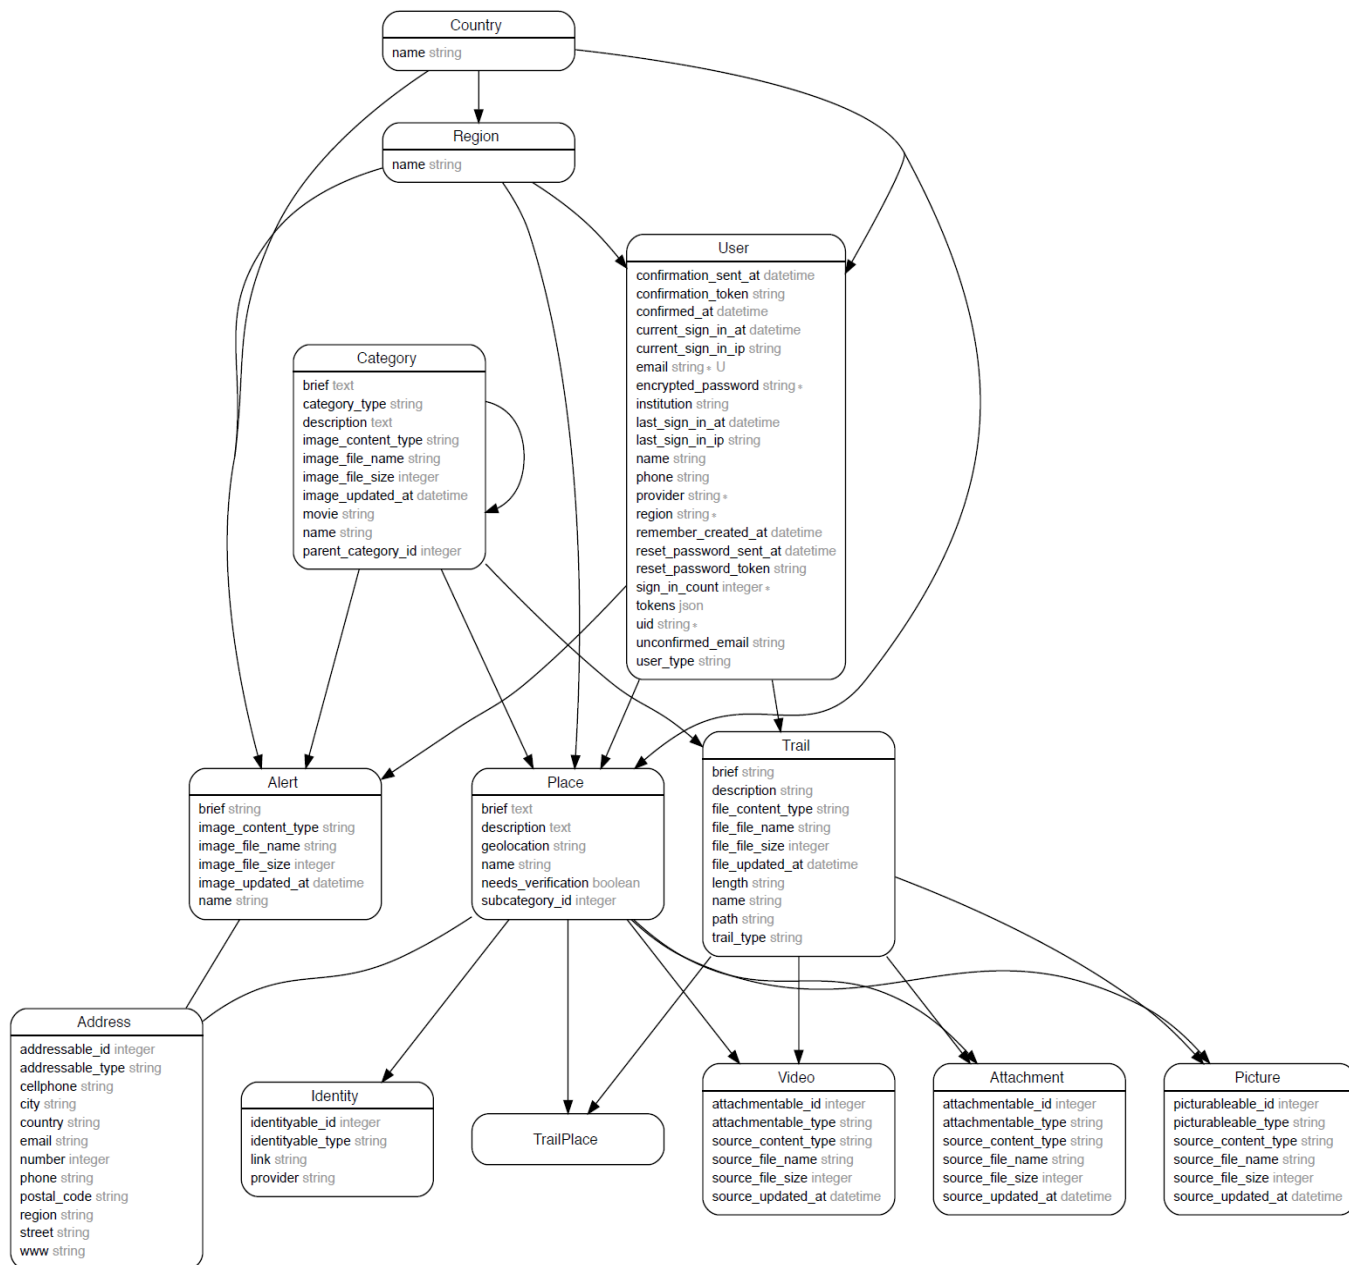 Country
name string
Region
name string
User
confirmation_sent_at datetime
confirmation_token string
confirmed_at datetime
current_sign_in_at datetime
current_sign_in_ip string
email string∗ U
encrypted_password string∗
institution string
last_sign_in_at datetime
last_sign_in_ip string
name string
phone string
provider string∗
region string∗
remember_created_at datetime
reset_password_sent_at datetime
reset_password_token string
sign_in_count integer∗
tokens json
uid string∗
unconfirmed_email string
user_type string
Category
brief text
category_type string
description text
image_content_type string
image_file_name string
image_file_size integer
image_updated_at datetime
movie string
name string
parent_category_id integer
Alert
brief string
image_content_type string
image_file_name string
image_file_size integer
image_updated_at datetime
name string
Place
brief text
description text
geolocation string
name string
needs_verification boolean
subcategory_id integer
Trail
brief string
description string
file_content_type string
file_file_name string
file_file_size integer
file_updated_at datetime
length string
name string
path string
trail_type string
Address
addressable_id integer
addressable_type string
cellphone string
city string
country string
email string
number integer
phone string
postal_code string
region string
street string
www string
Identity
identityable_id integer
identityable_type string
link string
provider string
TrailPlace
Video
attachmentable_id integer
attachmentable_type string
source_content_type string
source_file_name string
source_file_size integer
source_updated_at datetime
Attachment
attachmentable_id integer
attachmentable_type string
source_content_type string
source_file_name string
source_file_size integer
source_updated_at datetime
Picture
picturableable_id integer
picturableable_type string
source_content_type string
source_file_name string
source_file_size integer
source_updated_at datetime